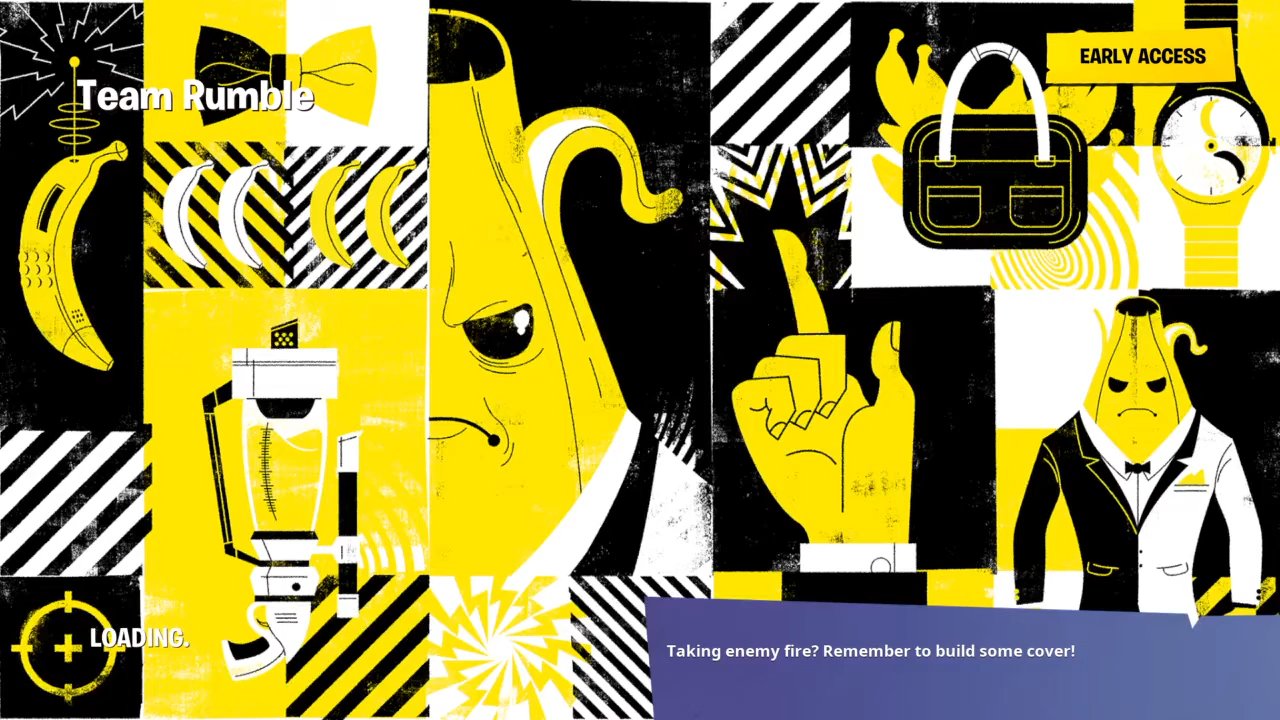 EARLY ACCESS
Team Rumble
LOADING.
Taking enemy fire? Remember to build some cover!